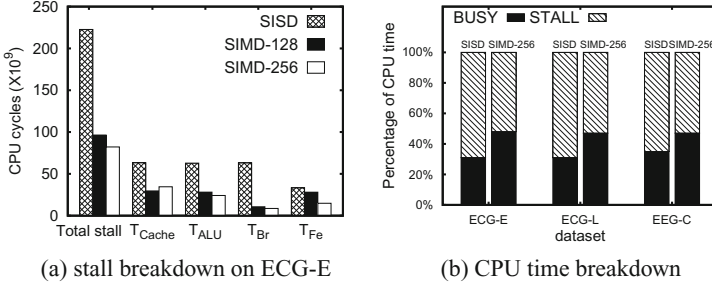 250
200
150
100
50
0
CPU cycles (X10^9)
SISD
SIMD-128
SIMD-256
Total stall T_Cache T_ALU T_Br T_Fe
(a) stall breakdown on ECG-E
BUSY STALL
SISD SIMD-256 SISD SIMD-256 SISD SIMD-256
100%
80%
60%
40%
20%
0%
Percentage of CPU time
ECG-E ECG-L EEG-C
dataset
(b) CPU time breakdown